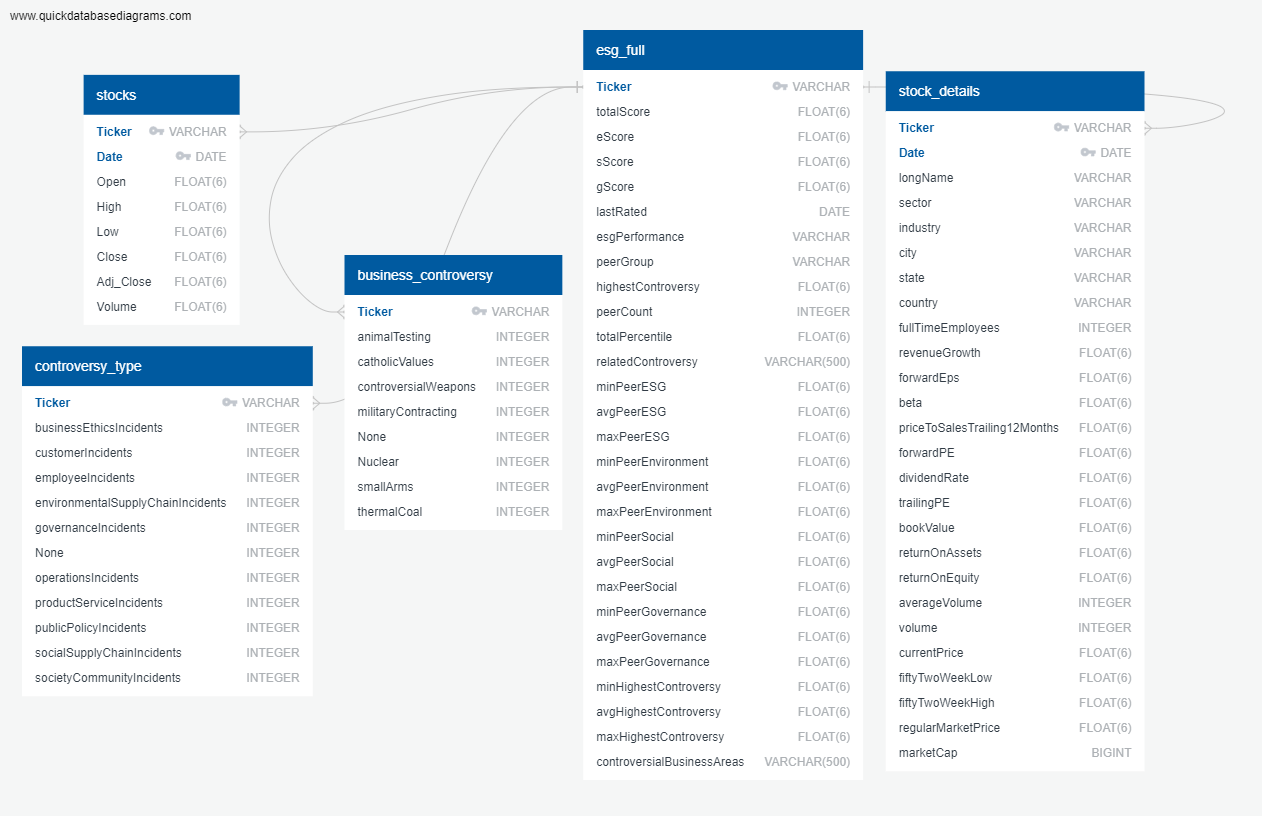 www.quickdatabasediagrams.com
stocks
Ticker VARCHAR
Date DATE
Open FLOAT(6)
High FLOAT(6)
Low FLOAT(6)
Close FLOAT(6)
Adj_Close FLOAT(6)
Volume FLOAT(6)
controversy_type
Ticker VARCHAR
businessEthicsIncidents INTEGER
customerIncidents INTEGER
employeeIncidents INTEGER
environmentalSupplyChainIncidents INTEGER
governanceIncidents INTEGER
None INTEGER
operationsIncidents INTEGER
productServiceIncidents INTEGER
publicPolicyIncidents INTEGER
socialSupplyChainIncidents INTEGER
societyCommunityIncidents INTEGER
business_controversy
Ticker VARCHAR
animalTesting INTEGER
catholicValues INTEGER
controversialWeapons INTEGER
militaryContracting INTEGER
None INTEGER
Nuclear INTEGER
smallArms INTEGER
thermalCoal INTEGER
esg_full
Ticker VARCHAR
totalScore FLOAT(6)
eScore FLOAT(6)
sScore FLOAT(6)
gScore FLOAT(6)
lastRated DATE
esgPerformance VARCHAR
peerGroup VARCHAR
highestControversy FLOAT(6)
peerCount INTEGER
totalPercentile FLOAT(6)
relatedControversy VARCHAR(500)
minPeerESG FLOAT(6)
avgPeerESG FLOAT(6)
maxPeerESG FLOAT(6)
minPeerEnvironment FLOAT(6)
avgPeerEnvironment FLOAT(6)
maxPeerEnvironment FLOAT(6)
minPeerSocial FLOAT(6)
avgPeerSocial FLOAT(6)
maxPeerSocial FLOAT(6)
minPeerGovernance FLOAT(6)
avgPeerGovernance FLOAT(6)
maxPeerGovernance FLOAT(6)
minHighestControversy FLOAT(6)
avgHighestControversy FLOAT(6)
maxHighestControversy FLOAT(6)
controversialBusinessAreas VARCHAR(500)
stock_details
Ticker VARCHAR
Date DATE
longName VARCHAR
sector VARCHAR
industry VARCHAR
city VARCHAR
state VARCHAR
country VARCHAR
fullTimeEmployees INTEGER
revenueGrowth FLOAT(6)
forwardEps FLOAT(6)
beta FLOAT(6)
priceToSalesTrailing12Months FLOAT(6)
forwardPE FLOAT(6)
dividendRate FLOAT(6)
trailingPE FLOAT(6)
bookValue FLOAT(6)
returnOnAssets FLOAT(6)
returnOnEquity FLOAT(6)
averageVolume INTEGER
volume INTEGER
currentPrice FLOAT(6)
fiftyTwoWeekLow FLOAT(6)
fiftyTwoWeekHigh FLOAT(6)
regularMarketPrice FLOAT(6)
marketCap BIGINT